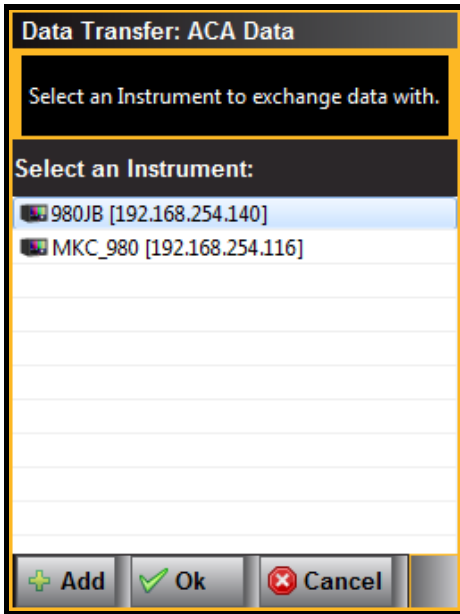 Data Transfer: ACA Data
Select an Instrument to exchange data with.
Select an Instrument:
980JB [192.168.254.140]
MKC_980 [192.168.254.116]
Add Ok Cancel